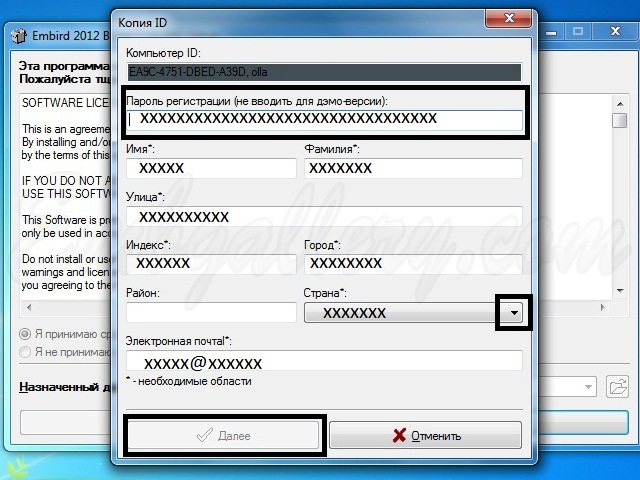 Embird 2012 B
Копия ID
Эта программа
Пожалуйста тщ
SOFTWARE LICE
This is an agreeme
By installing and/o
by the terms of this
IF YOU DO NOT A
USE THIS SOFTW
This Software is pr
only be used in acc
Do not install or use
warnings and licen
you agreeing to the
Я принимаю ср
Я не принимаю
Назначенный д
Компьютер ID:
EA9C-4751-DBED-A39D, olla
Пароль регистрации (не вводить для дэмо-версии):
XXXXXXXXXXXXXXXXXXXXXXXXXXXXXXXXX
Имя*: Фамилия*:
XXXXX XXXXXXX
Улица*:
XXXXXXXXXX
Индекс*: Город*:
XXXXXX XXXXXXXX
Район: Страна*:
XXXXXXX
Электронная почтаl*:
XXXXX@XXXXXX
* - необходимые области
Далее Отменить